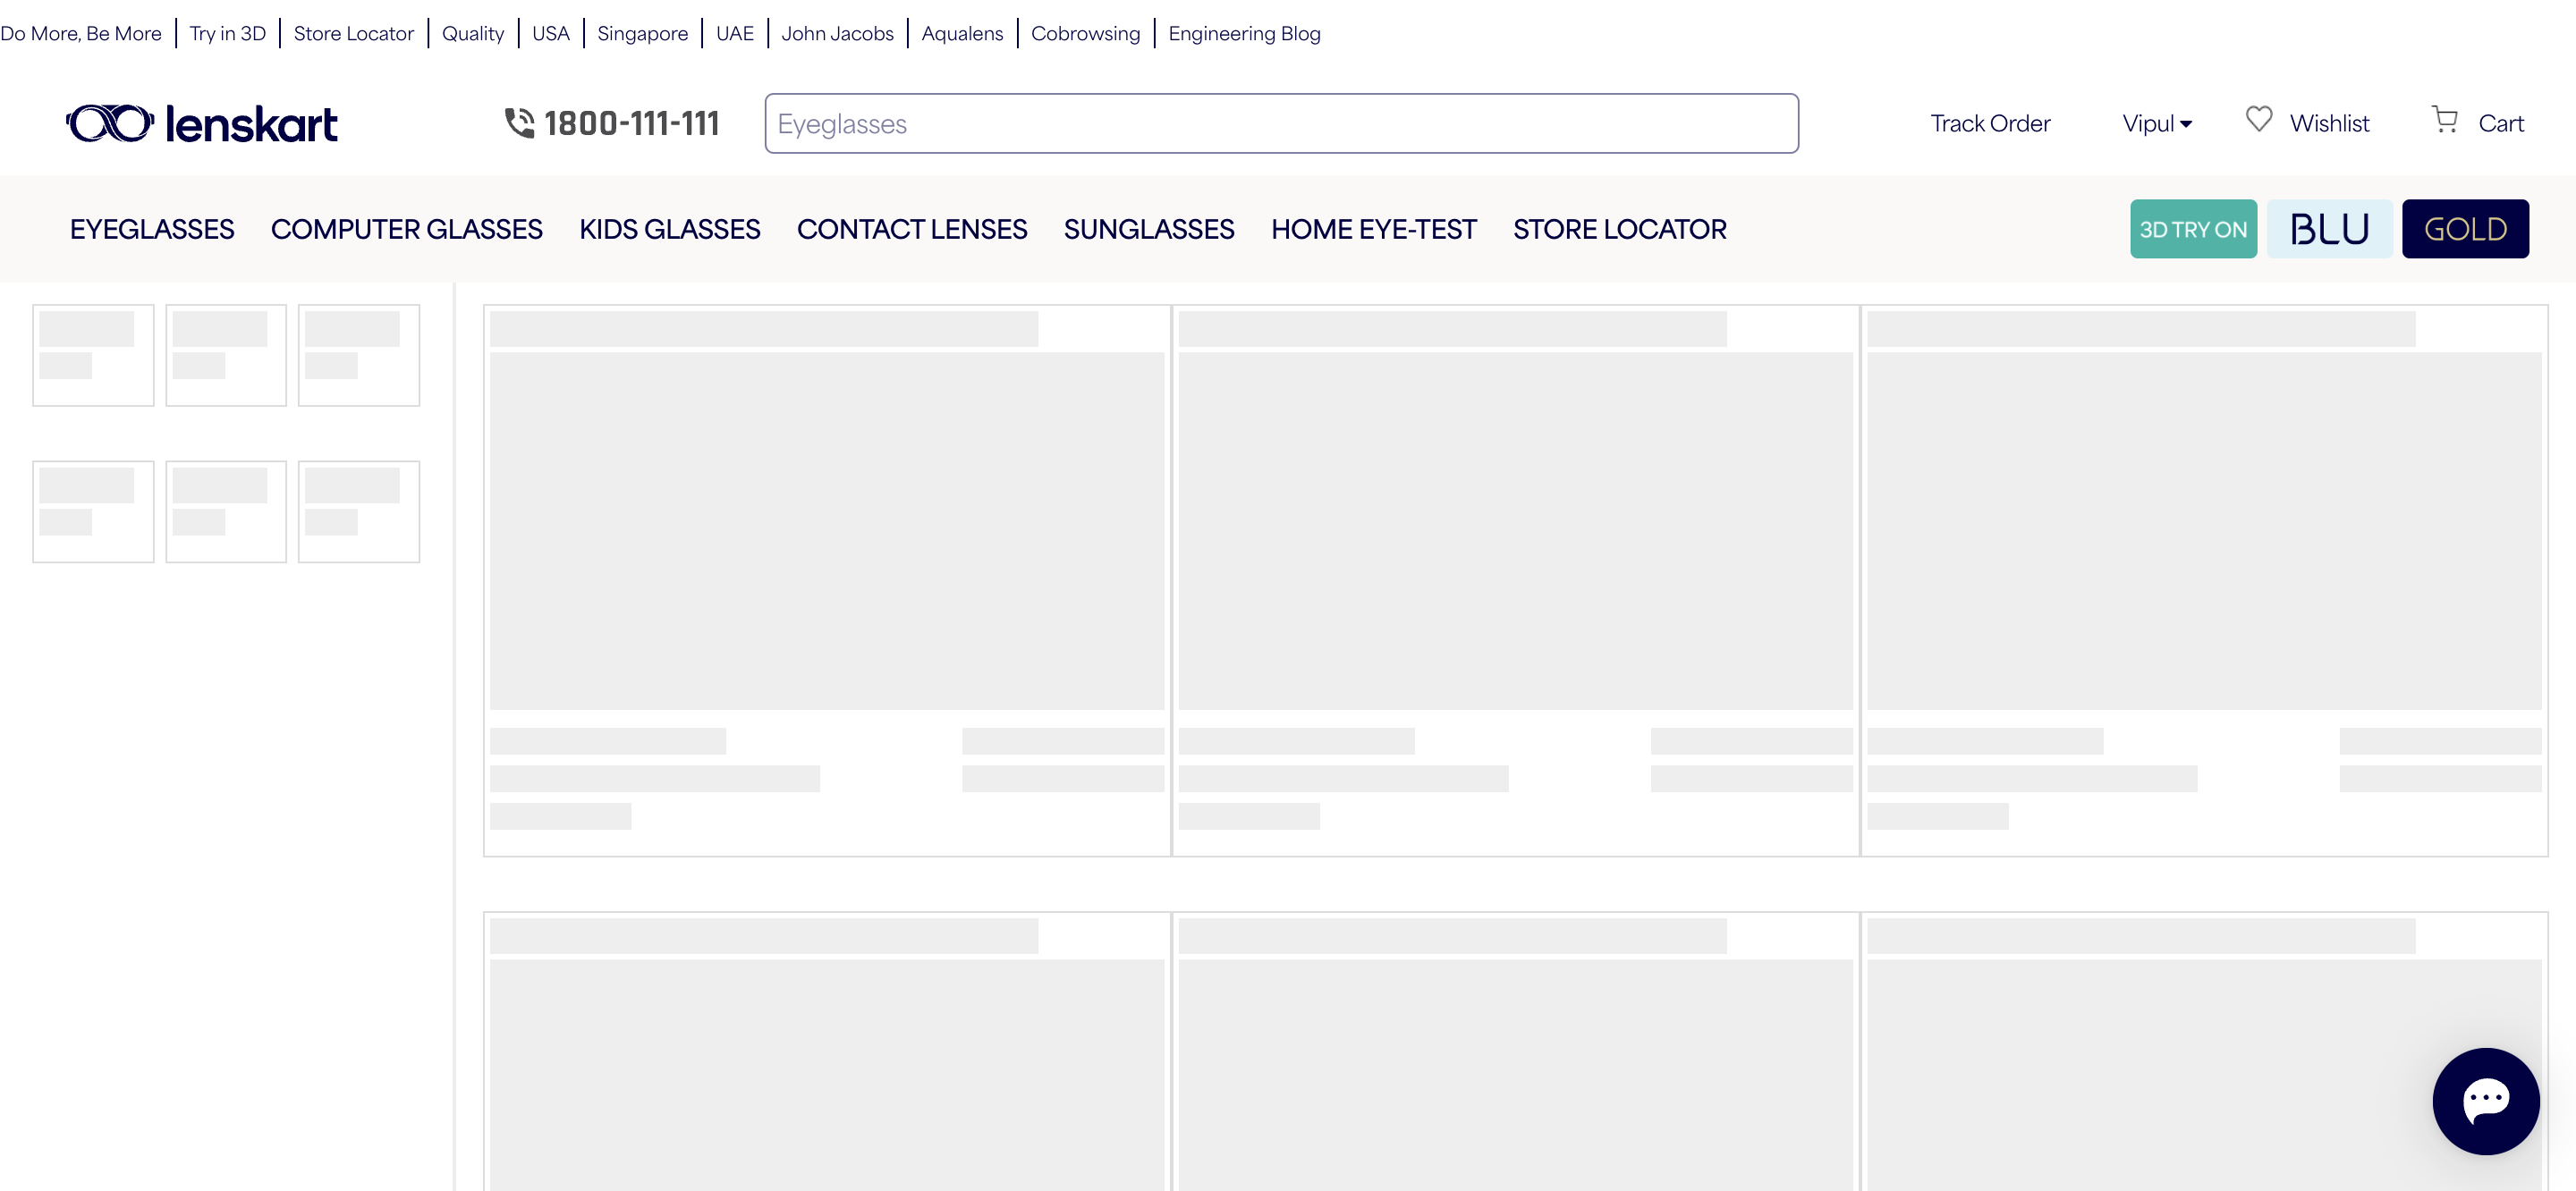 Do More, Be More Try in 3D Store Locator Quality USA Singapore UAE John Jacobs Aqualens Cobrowsing Engineering Blog
lenskart 1800-111-111 Eyeglasses Track Order Vipul Wishlist Cart
EYEGLASSES COMPUTER GLASSES KIDS GLASSES CONTACT LENSES SUNGLASSES HOME EYE-TEST STORE LOCATOR 3D TRY ON BLU GOLD